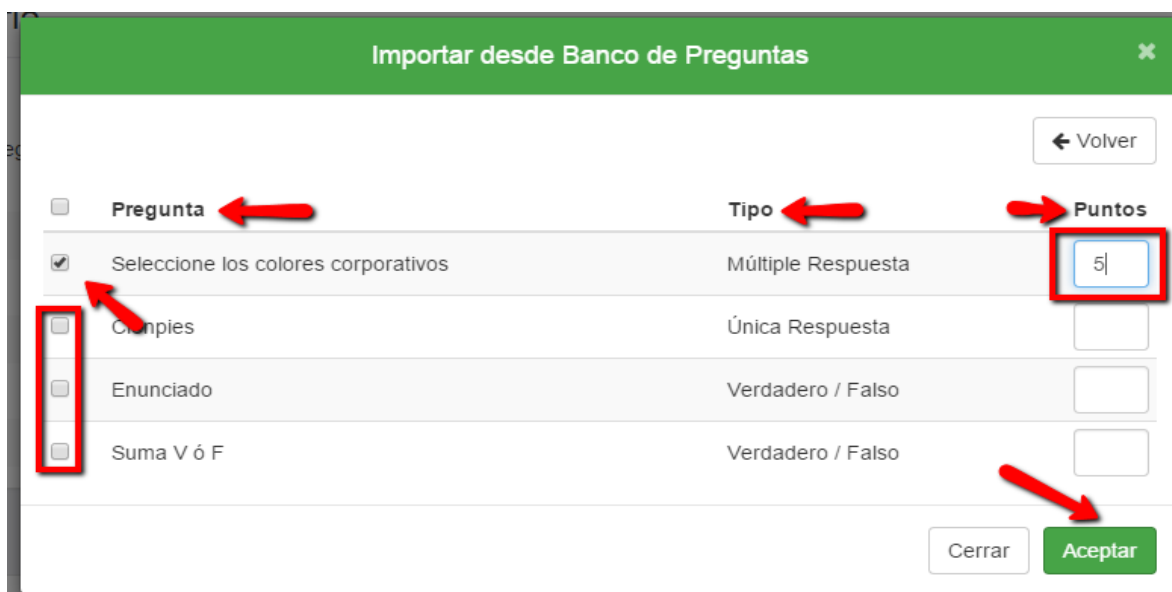 Importar desde Banco de Preguntas
Volver
Pregunta Tipo Puntos
Seleccione los colores corporativos Múltiple Respuesta 5
Única Respuesta
Enunciado Verdadero / Falso
Suma V ó F Verdadero / Falso
Cerrar Aceptar